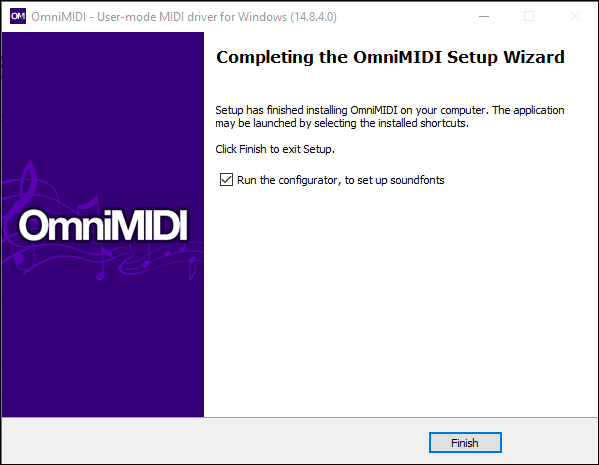 OM OmniMIDI - User-mode MIDI driver for Windows (14.8.4.0)
Completing the OmniMIDI Setup Wizard
Setup has finished installing OmniMIDI on your computer. The application
may be launched by selecting the installed shortcuts.
Click Finish to exit Setup.
Run the configurator, to set up soundfonts
OmniMIDI
Finish